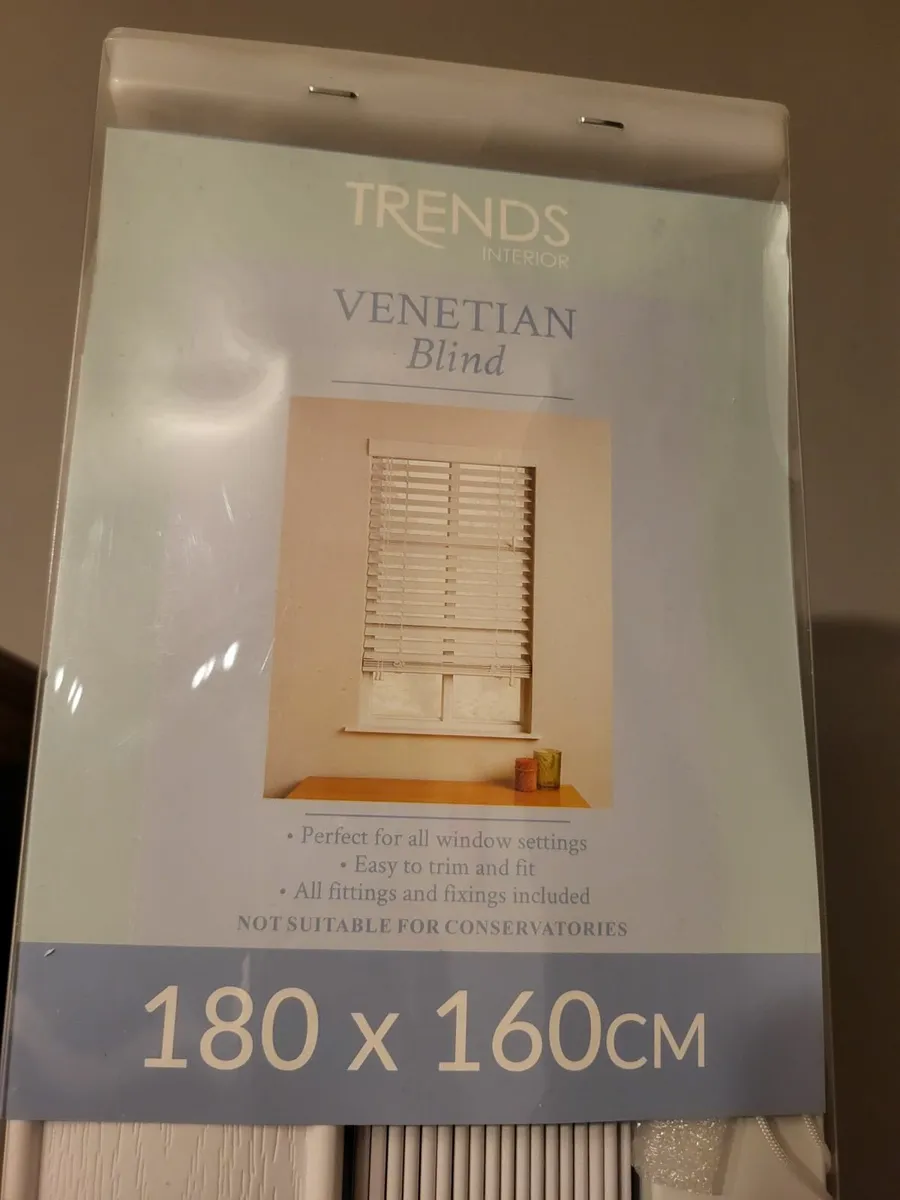 TRENDS
INTERIOR
VENETIAN
Blind
• Perfect for all window settings
• Easy to trim and fit
• All fittings and fixings included
NOT SUITABLE FOR CONSERVATORIES
180 x 160CM